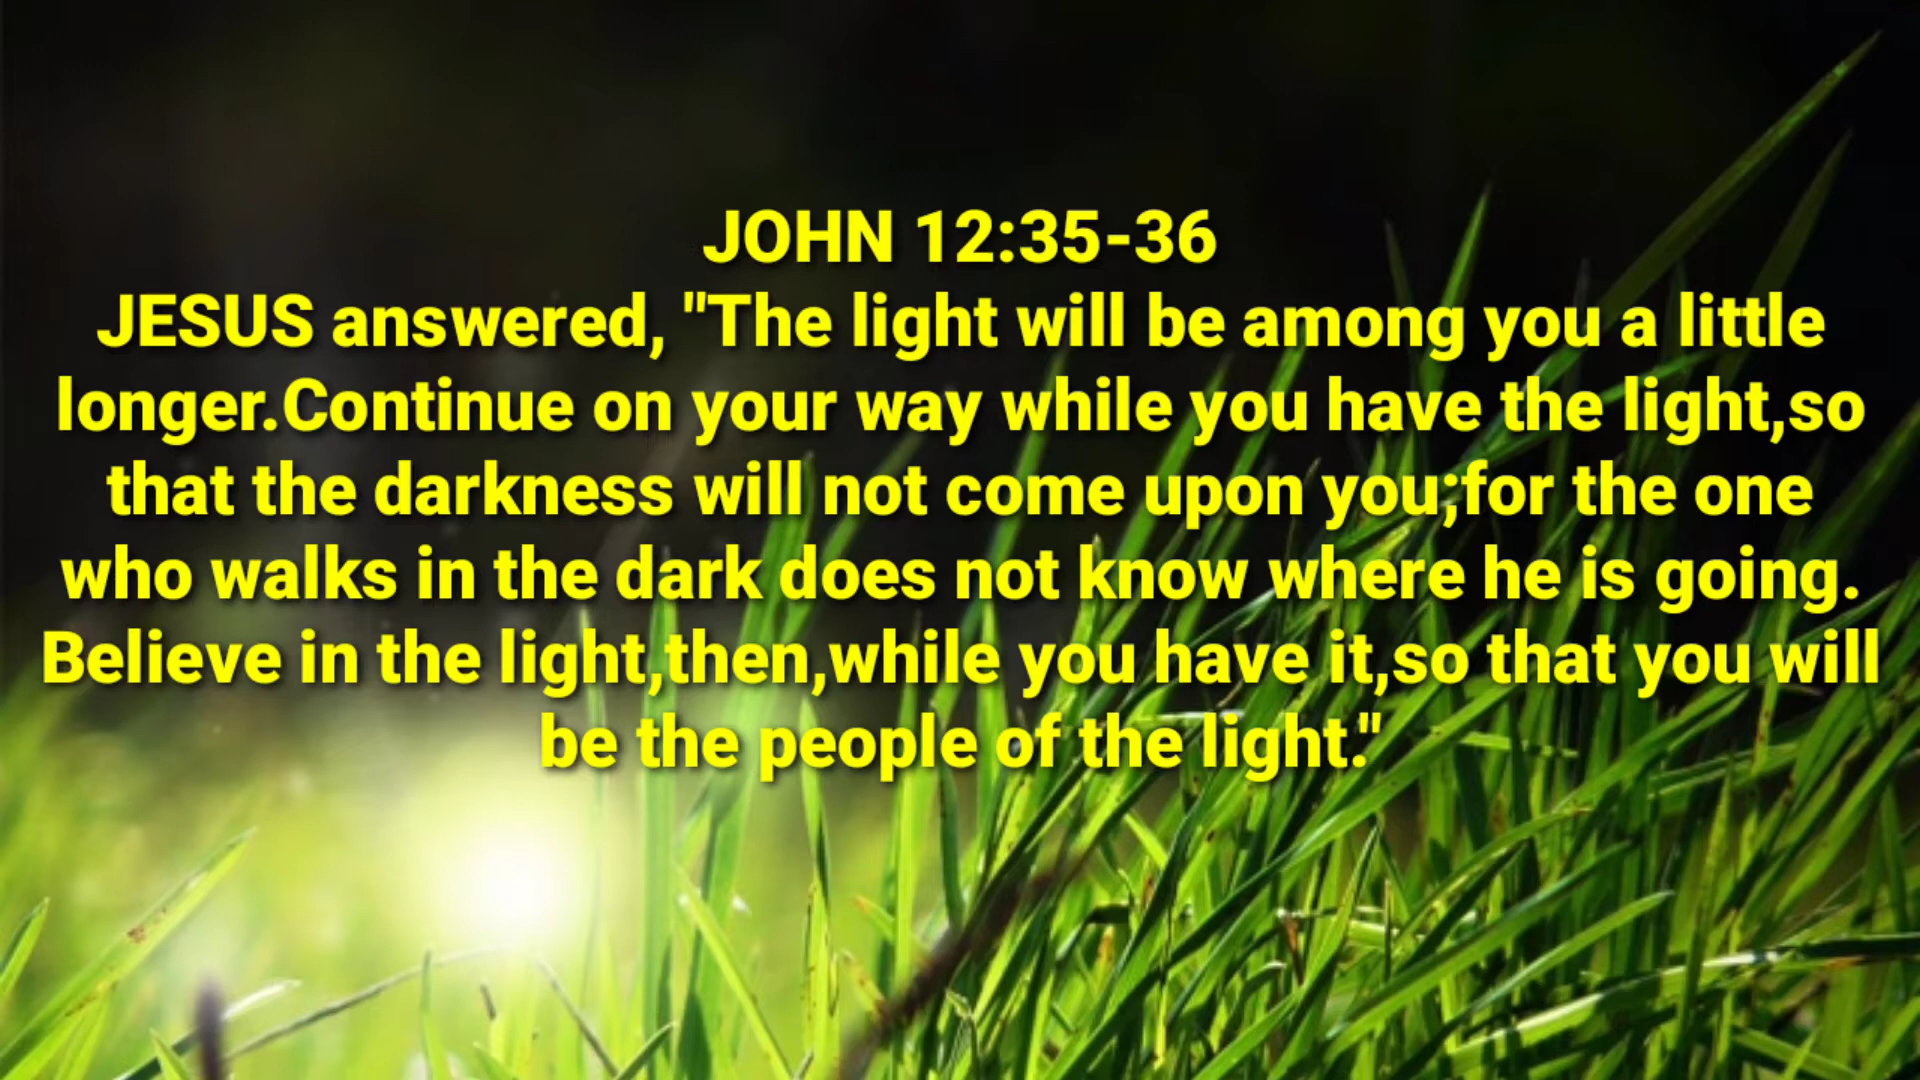 JOHN 12:35-36
JESUS answered, "The light will be among you a little
longer.Continue on your way while you have the light,so
that the darkness will not come upon you;for the one
who walks in the dark does not know where he is going.
Believe in the light,then,while you have it,so that you will
be the people of the light."